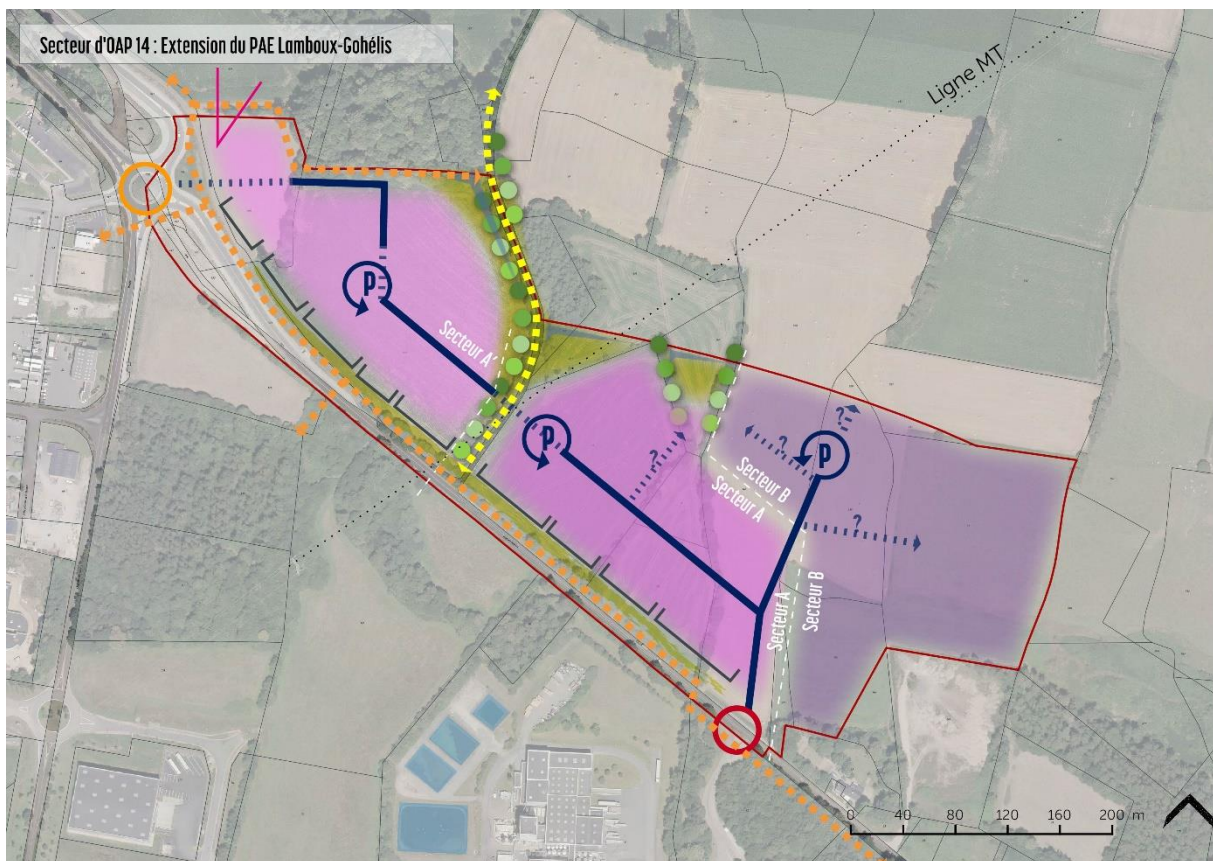 Secteur d'OAP 14 : Extension du PAE Lamboux-Gohélis
Ligne MT
P
Secteur A'
P
?
?
?
P
Secteur B
Secteur A
?
Secteur A
Secteur B
0 40 80 120 160 200 m